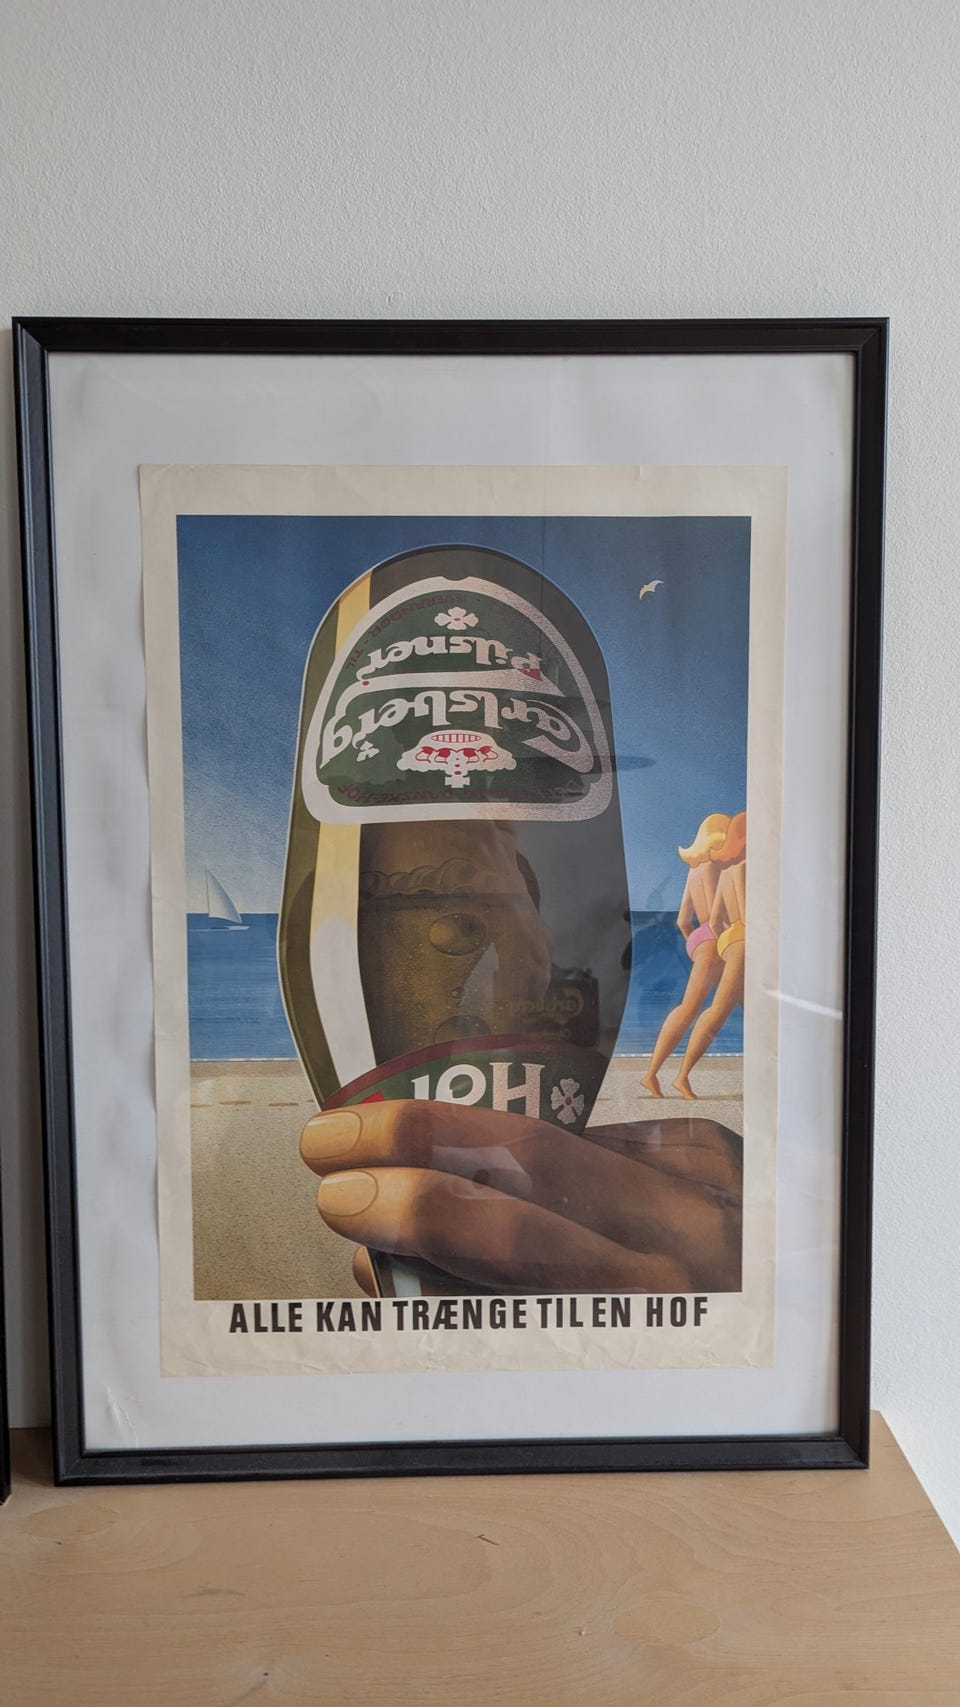 Pilsner
Carlsberg
Hof
ALLE KAN TRÆNGE TIL EN HOF